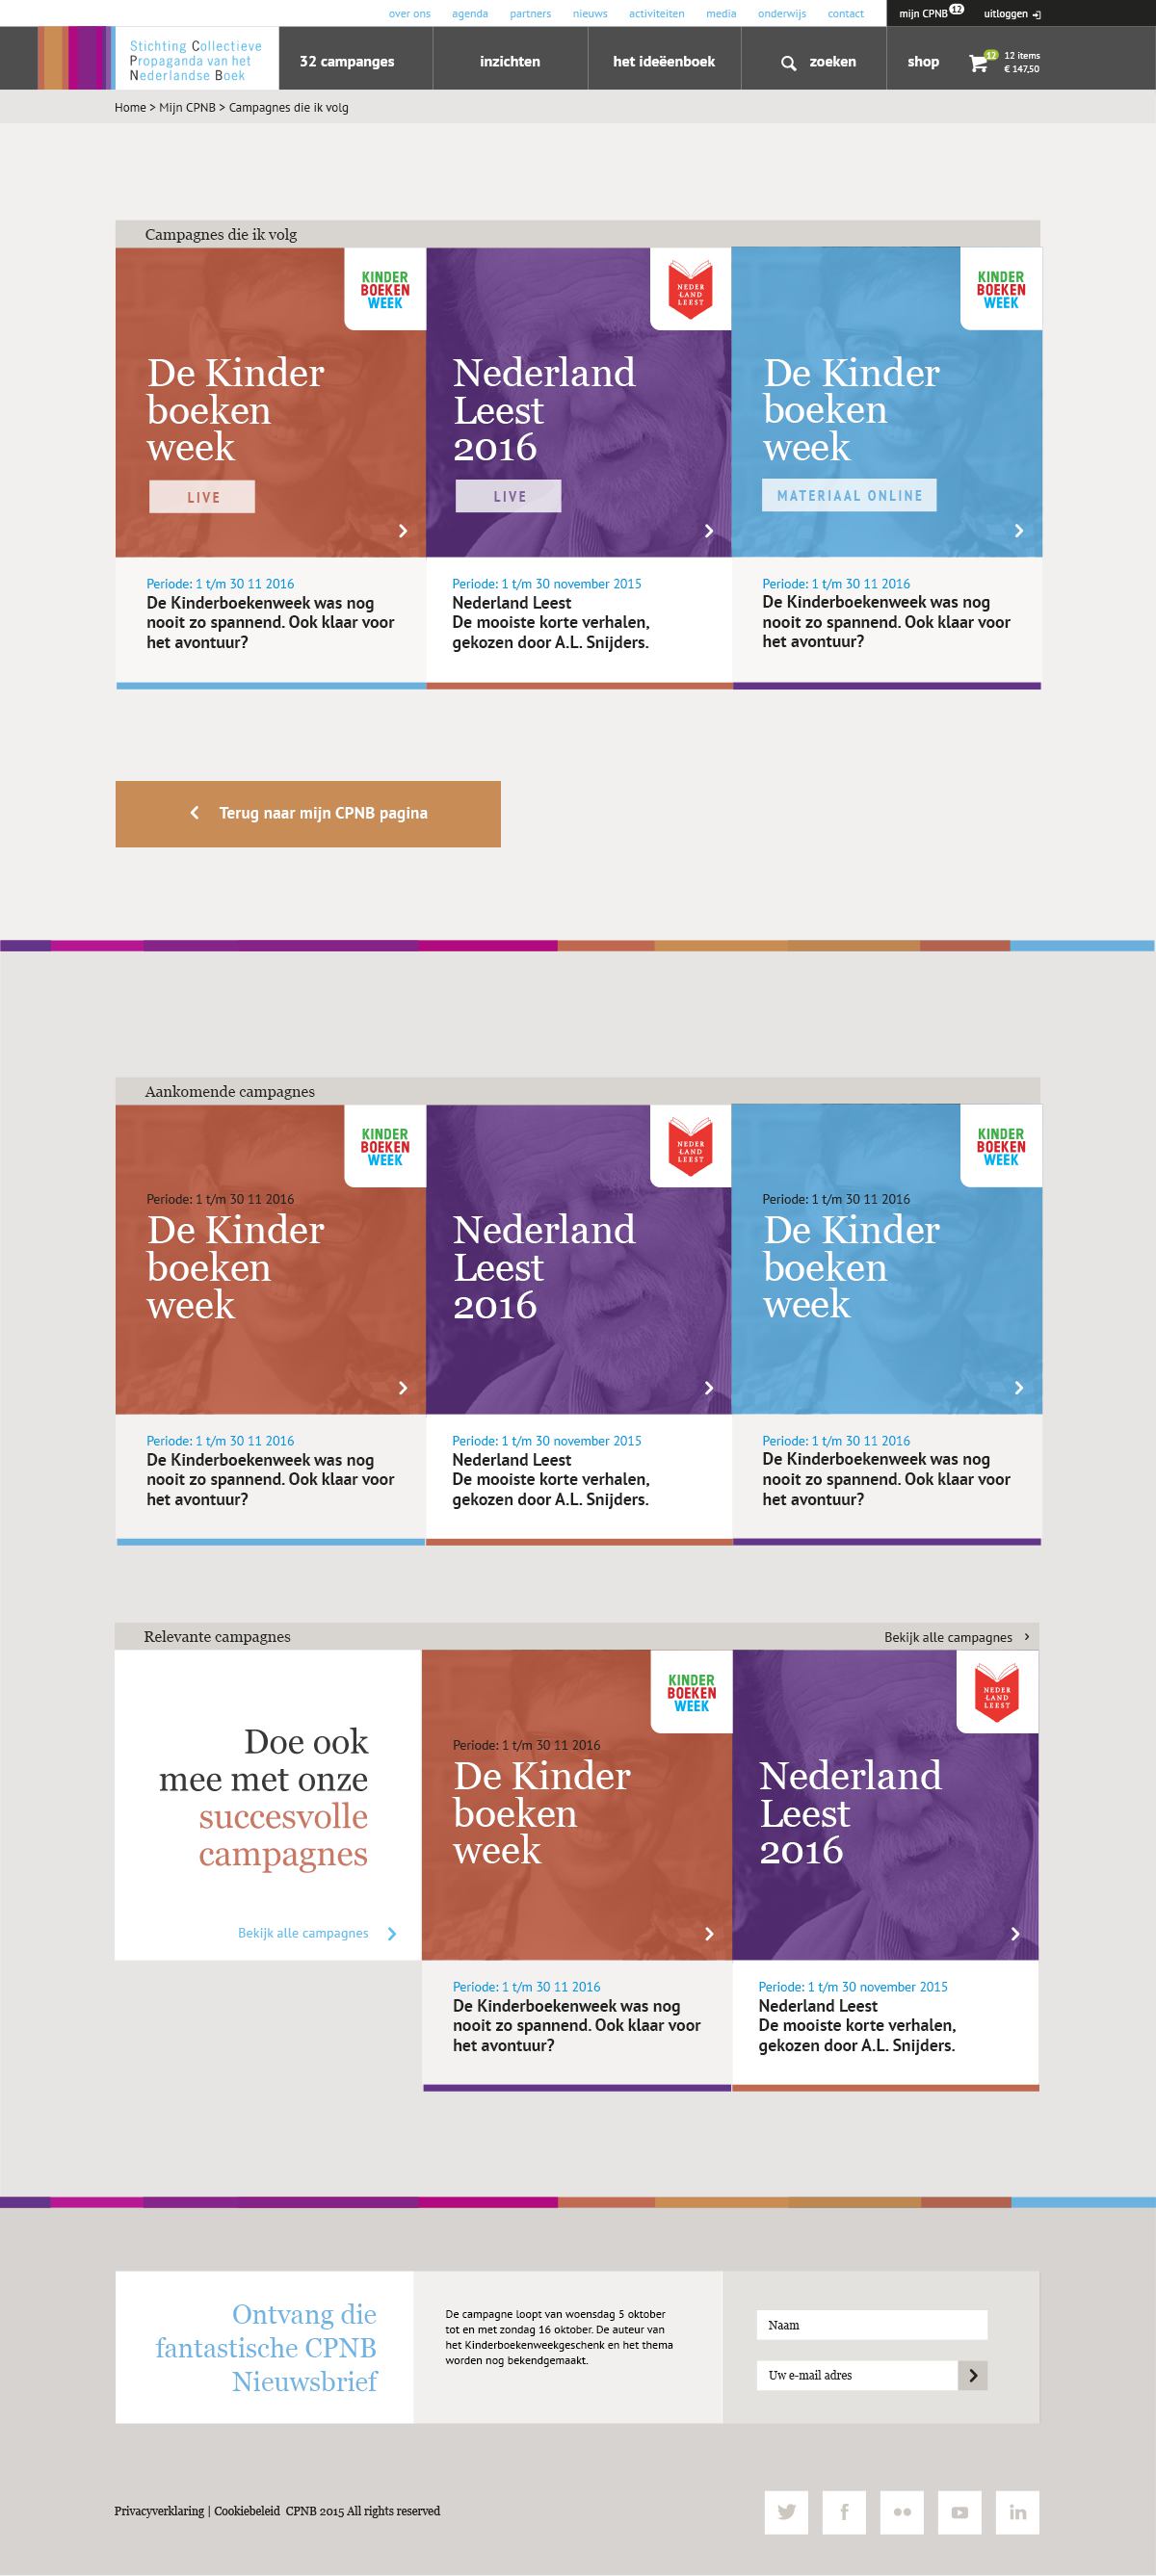 over ons agenda partners nieuws activiteiten media onderwijs contact mijn CPNB 12 uitloggen
Stichting Collectieve
Propaganda van het
Nederlandse Boek
32 campanges inzichten het ideëenboek zoeken shop 12 12 items
€ 147,50
Home > Mijn CPNB > Campagnes die ik volg
Campagnes die ik volg
KINDER
BOEKEN
WEEK
De Kinder
boeken
week
LIVE
Periode: 1 t/m 30 11 2016
De Kinderboekenweek was nog
nooit zo spannend. Ook klaar voor
het avontuur?
NEDER
LAND
LEEST
Nederland
Leest
2016
LIVE
Periode: 1 t/m 30 november 2015
Nederland Leest
De mooiste korte verhalen,
gekozen door A.L. Snijders.
KINDER
BOEKEN
WEEK
De Kinder
boeken
week
MATERIAAL ONLINE
Periode: 1 t/m 30 11 2016
De Kinderboekenweek was nog
nooit zo spannend. Ook klaar voor
het avontuur?
Terug naar mijn CPNB pagina
Aankomende campagnes
KINDER
BOEKEN
WEEK
Periode: 1 t/m 30 11 2016
De Kinder
boeken
week
Periode: 1 t/m 30 11 2016
De Kinderboekenweek was nog
nooit zo spannend. Ook klaar voor
het avontuur?
NEDER
LAND
LEEST
Nederland
Leest
2016
Periode: 1 t/m 30 november 2015
Nederland Leest
De mooiste korte verhalen,
gekozen door A.L. Snijders.
KINDER
BOEKEN
WEEK
Periode: 1 t/m 30 11 2016
De Kinder
boeken
week
Periode: 1 t/m 30 11 2016
De Kinderboekenweek was nog
nooit zo spannend. Ook klaar voor
het avontuur?
Relevante campagnes Bekijk alle campagnes
Doe ook
mee met onze
succesvolle
campagnes
Bekijk alle campagnes
KINDER
BOEKEN
WEEK
Periode: 1 t/m 30 11 2016
De Kinder
boeken
week
Periode: 1 t/m 30 11 2016
De Kinderboekenweek was nog
nooit zo spannend. Ook klaar voor
het avontuur?
NEDER
LAND
LEEST
Nederland
Leest
2016
Periode: 1 t/m 30 november 2015
Nederland Leest
De mooiste korte verhalen,
gekozen door A.L. Snijders.
Ontvang die
fantastische CPNB
Nieuwsbrief
De campagne loopt van woensdag 5 oktober
tot en met zondag 16 oktober. De auteur van
het Kinderboekenweekgeschenk en het thema
worden nog bekendgemaakt.
Naam
Uw e-mail adres
Privacyverklaring | Cookiebeleid CPNB 2015 All rights reserved